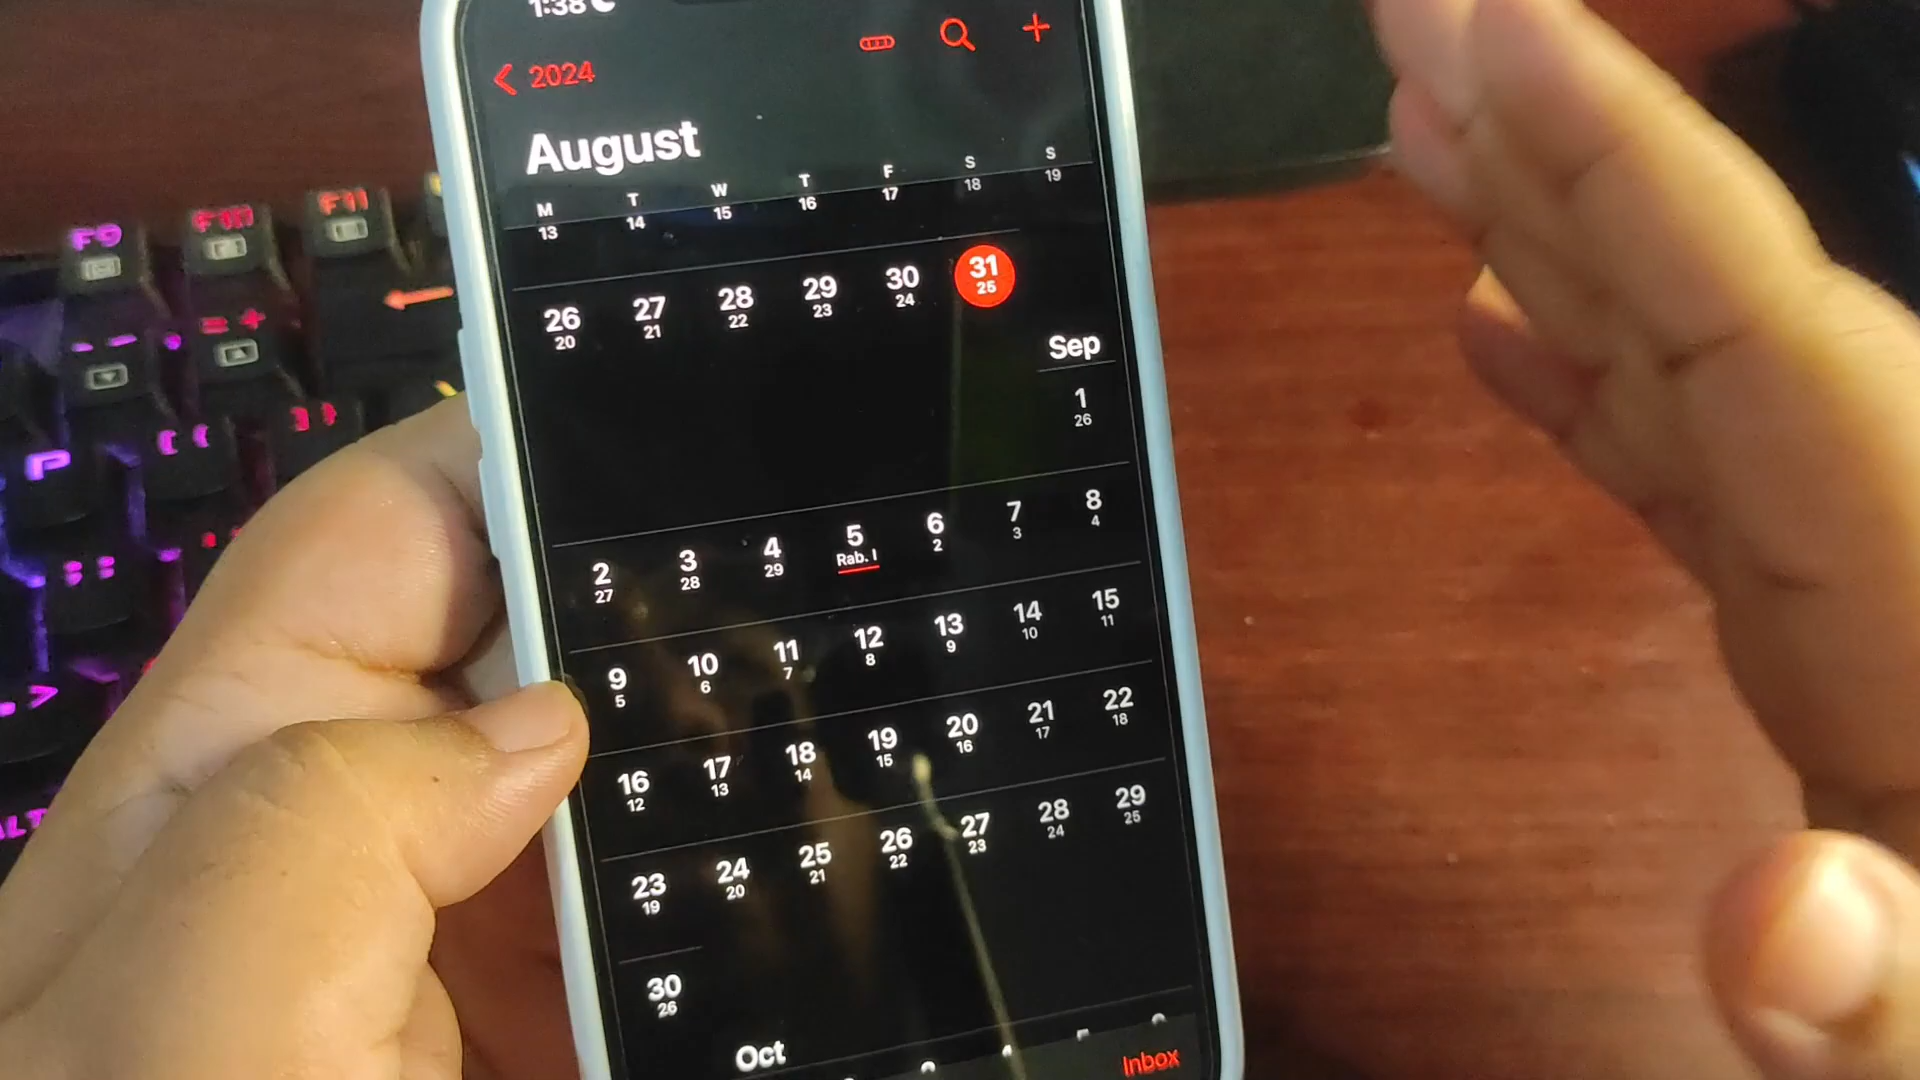 1:38
2024
August
M T W T F S S
13 14 15 16 17 18 19
26 27 28 29 30 31
20 21 22 23 24 25
Sep
1
26
2 3 4 5 6 7 8
27 28 29 Rab. I 2 3 4
9 10 11 12 13 14 15
5 6 7 8 9 10 11
16 17 18 19 20 21 22
12 13 14 15 16 17 18
23 24 25 26 27 28 29
19 20 21 22 23 24 25
30
26
Oct
Inbox
F9 F10 F11
- - = +
P { { } }
: :
. >
ALT